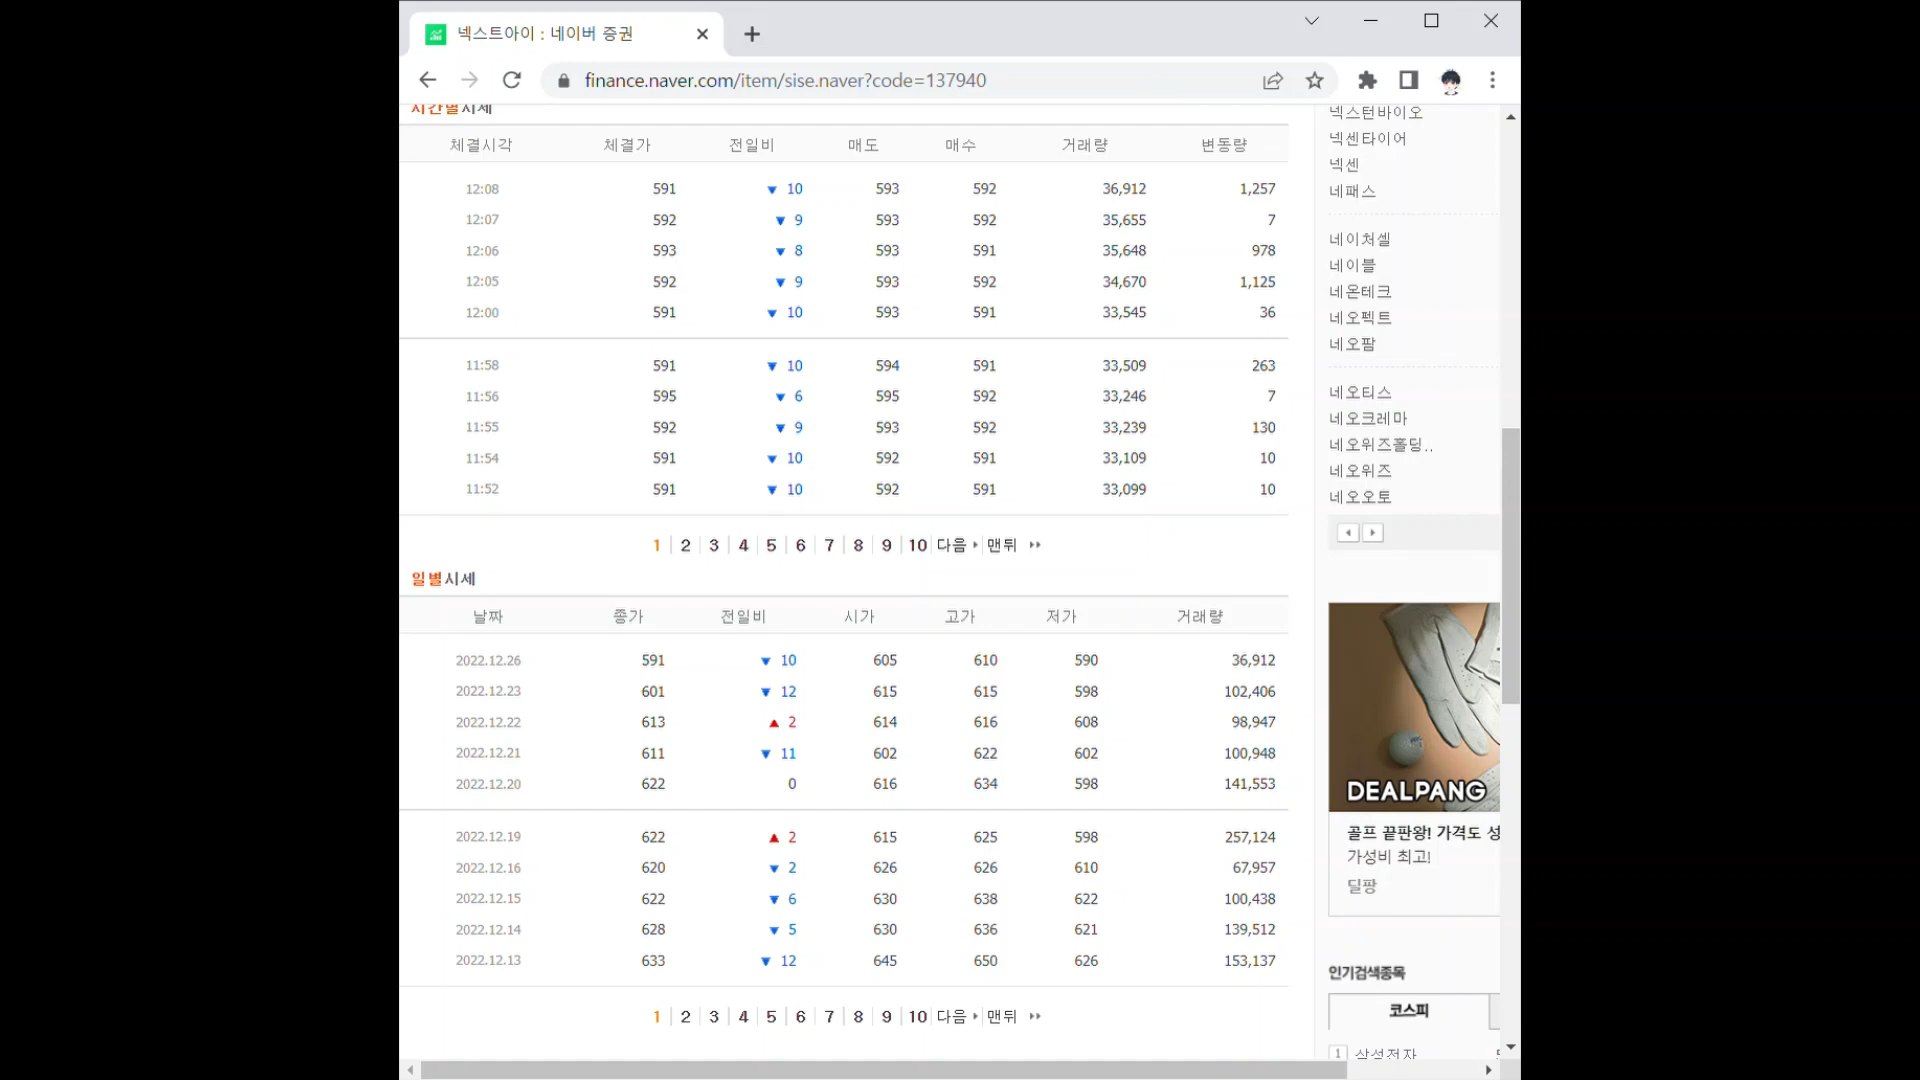 넥스트아이 : 네이버 증권
finance.naver.com/item/sise.naver?code=137940
시간별시세
체결시각 체결가 전일비 매도 매수 거래량 변동량
12:08 591 ▼ 10 593 592 36,912 1,257
12:07 592 ▼ 9 593 592 35,655 7
12:06 593 ▼ 8 593 591 35,648 978
12:05 592 ▼ 9 593 592 34,670 1,125
12:00 591 ▼ 10 593 591 33,545 36
11:58 591 ▼ 10 594 591 33,509 263
11:56 595 ▼ 6 595 592 33,246 7
11:55 592 ▼ 9 593 592 33,239 130
11:54 591 ▼ 10 592 591 33,109 10
11:52 591 ▼ 10 592 591 33,099 10
1 2 3 4 5 6 7 8 9 10 다음 맨뒤
일별시세
날짜 종가 전일비 시가 고가 저가 거래량
2022.12.26 591 ▼ 10 605 610 590 36,912
2022.12.23 601 ▼ 12 615 615 598 102,406
2022.12.22 613 ▲ 2 614 616 608 98,947
2022.12.21 611 ▼ 11 602 622 602 100,948
2022.12.20 622 0 616 634 598 141,553
2022.12.19 622 ▲ 2 615 625 598 257,124
2022.12.16 620 ▼ 2 626 626 610 67,957
2022.12.15 622 ▼ 6 630 638 622 100,438
2022.12.14 628 ▼ 5 630 636 621 139,512
2022.12.13 633 ▼ 12 645 650 626 153,137
1 2 3 4 5 6 7 8 9 10 다음 맨뒤
넥스턴바이오
넥센타이어
넥센
네패스
네이처셀
네이블
네온테크
네오펙트
네오팜
네오티스
네오크레마
네오위즈홀딩..
네오위즈
네오오토
DEALPANG
골프 끝판왕! 가격도 성
가성비 최고!
딜팡
인기검색종목
코스피
1 삼성전자